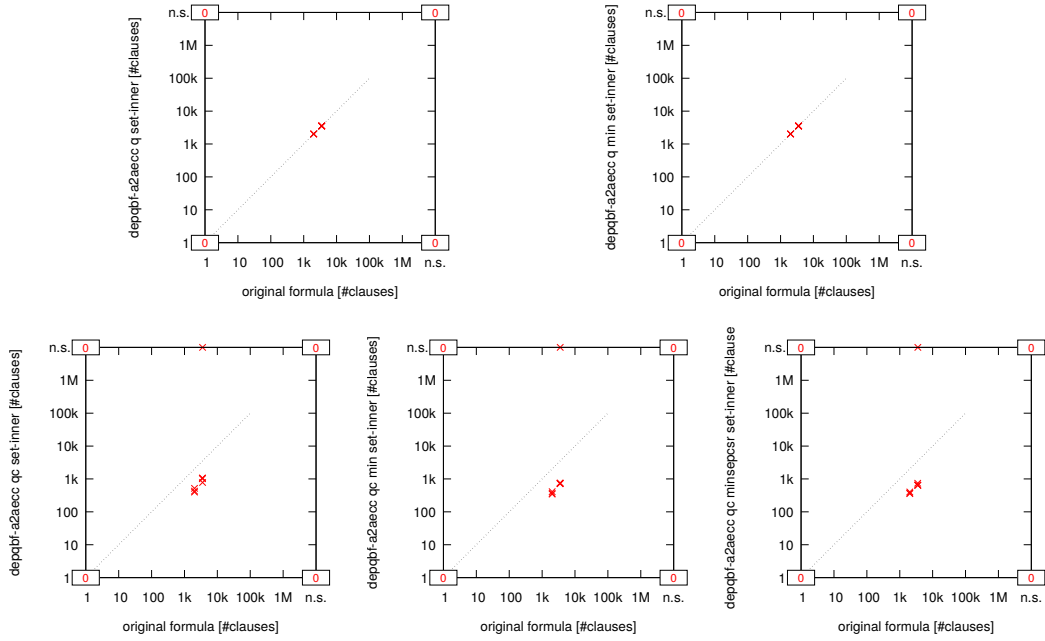 n.s. 0 0
1M
100k
10k
1k
100
10
1 0 0
1 10 100 1k 10k 100k 1M n.s.
original formula [#clauses]
depqbf-a2aecc q set-inner [#clauses]
n.s. 0 0
1M
100k
10k
1k
100
10
1 0 0
1 10 100 1k 10k 100k 1M n.s.
original formula [#clauses]
depqbf-a2aecc q min set-inner [#clauses]
n.s. 0 0
1M
100k
10k
1k
100
10
1 0 0
1 10 100 1k 10k 100k 1M n.s.
original formula [#clauses]
depqbf-a2aecc qc set-inner [#clauses]
n.s. 0 0
1M
100k
10k
1k
100
10
1 0 0
1 10 100 1k 10k 100k 1M n.s.
original formula [#clauses]
depqbf-a2aecc qc min set-inner [#clauses]
n.s. 0 0
1M
100k
10k
1k
100
10
1 0 0
1 10 100 1k 10k 100k 1M n.s.
original formula [#clauses]
depqbf-a2aecc qc minsepcsr set-inner [#clause